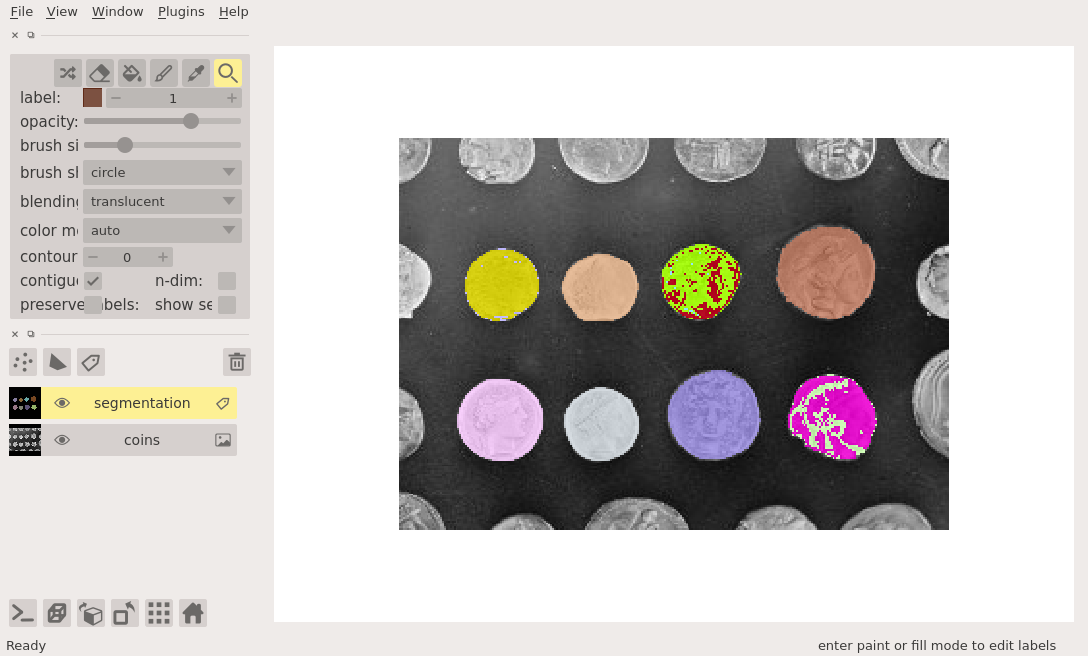 File View Window Plugins Help
label: 1
opacity:
brush si
brush sl circle
blending translucent
color m auto
contour 0
contigu n-dim:
preserve labels: show se
segmentation
coins
Ready enter paint or fill mode to edit labels